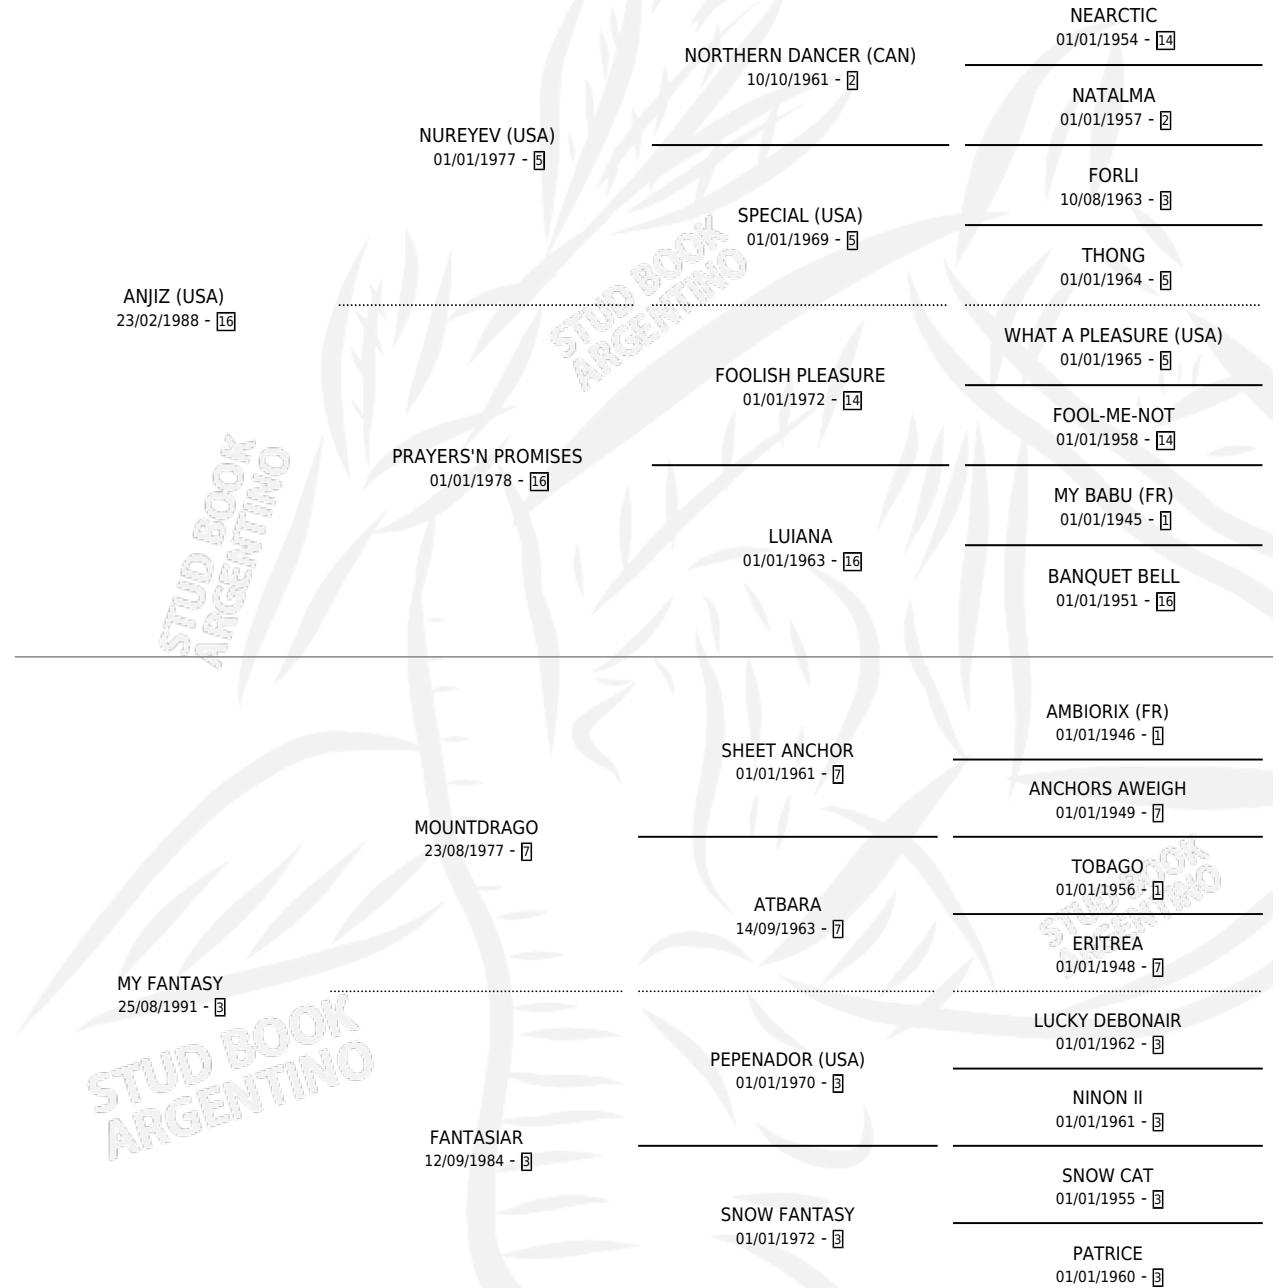 NEARCTIC
01/01/1954 - 14
NORTHERN DANCER (CAN)
10/10/1961 - 2
NATALMA
01/01/1957 - 2
NUREYEV (USA)
01/01/1977 - 5
FORLI
10/08/1963 - 3
SPECIAL (USA)
01/01/1969 - 5
THONG
01/01/1964 - 5
ANJIZ (USA)
23/02/1988 - 16
WHAT A PLEASURE (USA)
01/01/1965 - 5
FOOLISH PLEASURE
01/01/1972 - 14
FOOL-ME-NOT
01/01/1958 - 14
PRAYERS'N PROMISES
01/01/1978 - 16
MY BABU (FR)
01/01/1945 - 1
LUIANA
01/01/1963 - 16
BANQUET BELL
01/01/1951 - 16
AMBIORIX (FR)
01/01/1946 - 1
SHEET ANCHOR
01/01/1961 - 7
ANCHORS AWEIGH
01/01/1949 - 7
MOUNTDRAGO
23/08/1977 - 7
TOBAGO
01/01/1956 - 1
ATBARA
14/09/1963 - 7
ERITREA
01/01/1948 - 7
MY FANTASY
25/08/1991 - 3
LUCKY DEBONAIR
01/01/1962 - 3
PEPENADOR (USA)
01/01/1970 - 3
NINON II
01/01/1961 - 3
FANTASIAR
12/09/1984 - 3
SNOW CAT
01/01/1955 - 3
SNOW FANTASY
01/01/1972 - 3
PATRICE
01/01/1960 - 3
STUD BOOK
ARGENTINO
STUD BOOK
ARGENTINO
STUD BOOK
ARGENTINO
STUD BOOK
ARGENTINO